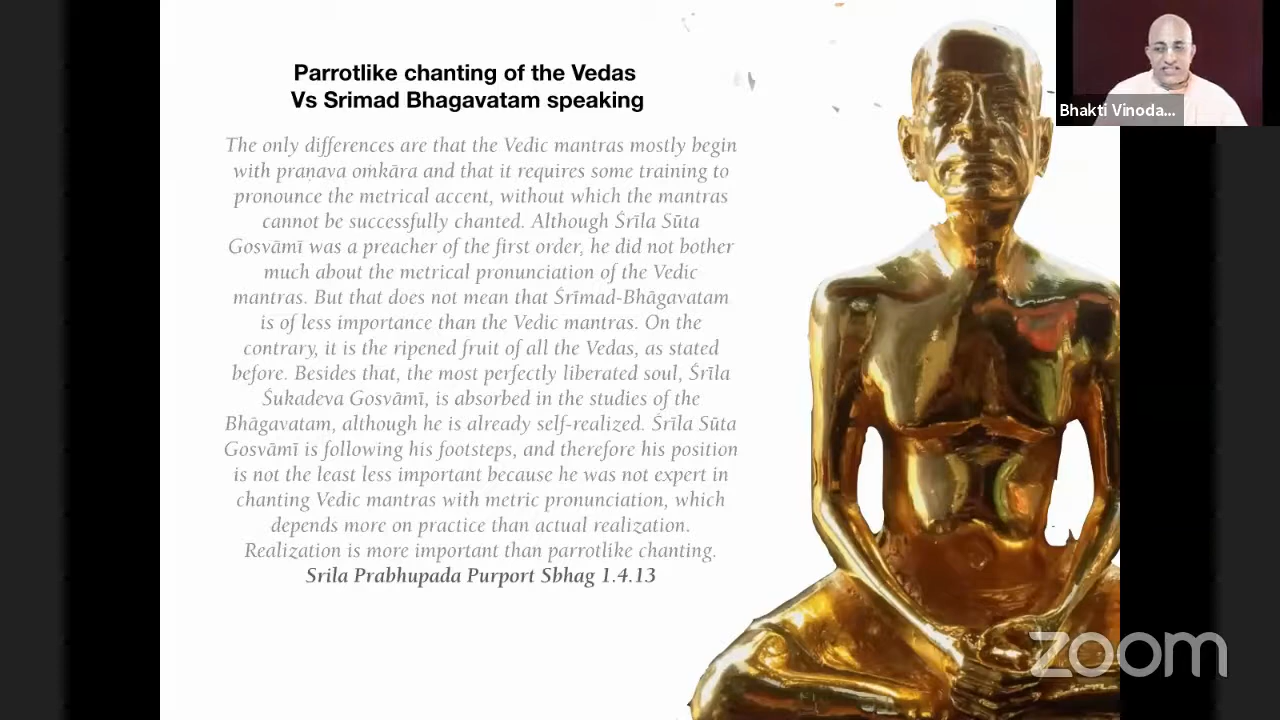 Parrotlike chanting of the Vedas
Vs Srimad Bhagavatam speaking
The only differences are that the Vedic mantras mostly begin
with praṇava oṁkāra and that it requires some training to
pronounce the metrical accent, without which the mantras
cannot be successfully chanted. Although Śrīla Sūta
Gosvāmī was a preacher of the first order, he did not bother
much about the metrical pronunciation of the Vedic
mantras. But that does not mean that Śrīmad-Bhāgavatam
is of less importance than the Vedic mantras. On the
contrary, it is the ripened fruit of all the Vedas, as stated
before. Besides that, the most perfectly liberated soul, Śrīla
Śukadeva Gosvāmī, is absorbed in the studies of the
Bhāgavatam, although he is already self-realized. Śrīla Sūta
Gosvāmī is following his footsteps, and therefore his position
is not the least less important because he was not expert in
chanting Vedic mantras with metric pronunciation, which
depends more on practice than actual realization.
Realization is more important than parrotlike chanting.
Srila Prabhupada Purport Sbhag 1.4.13
Bhakti Vinoda...
zoom